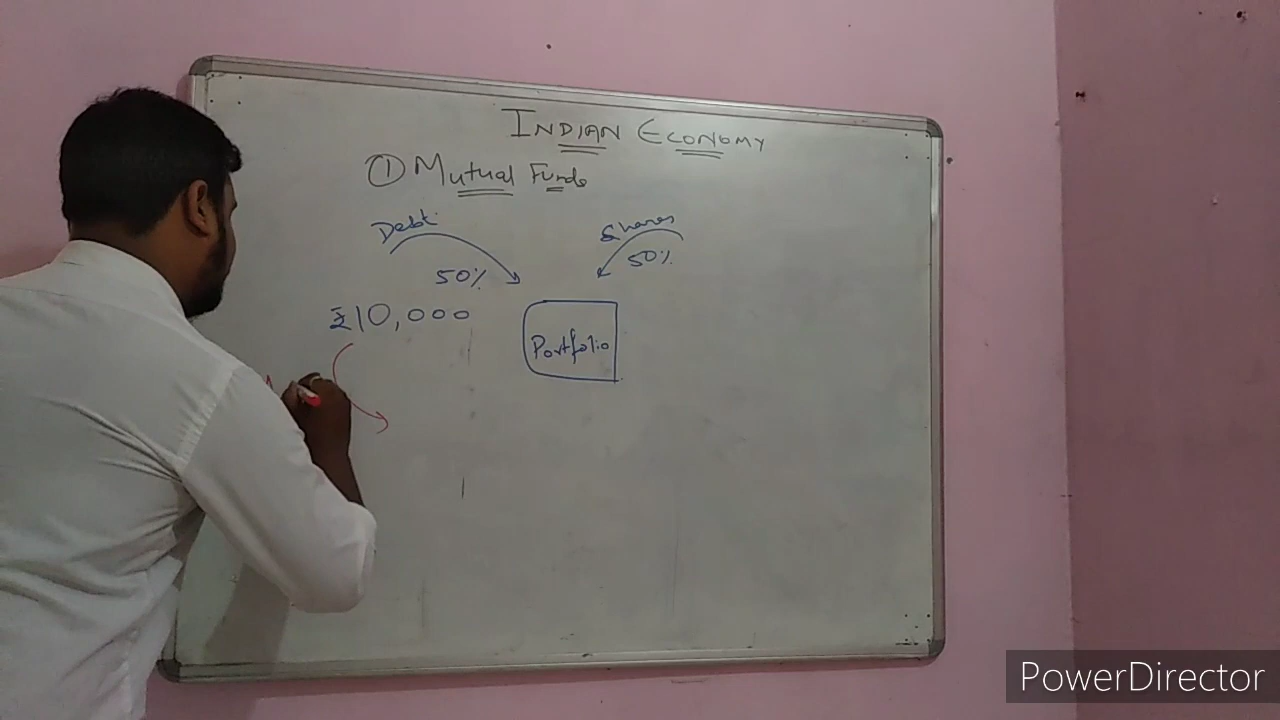 INDIAN ECONOMY
① Mutual Funds
Debt Shares
50% 50%
₹10,000
Portfolio
PowerDirector